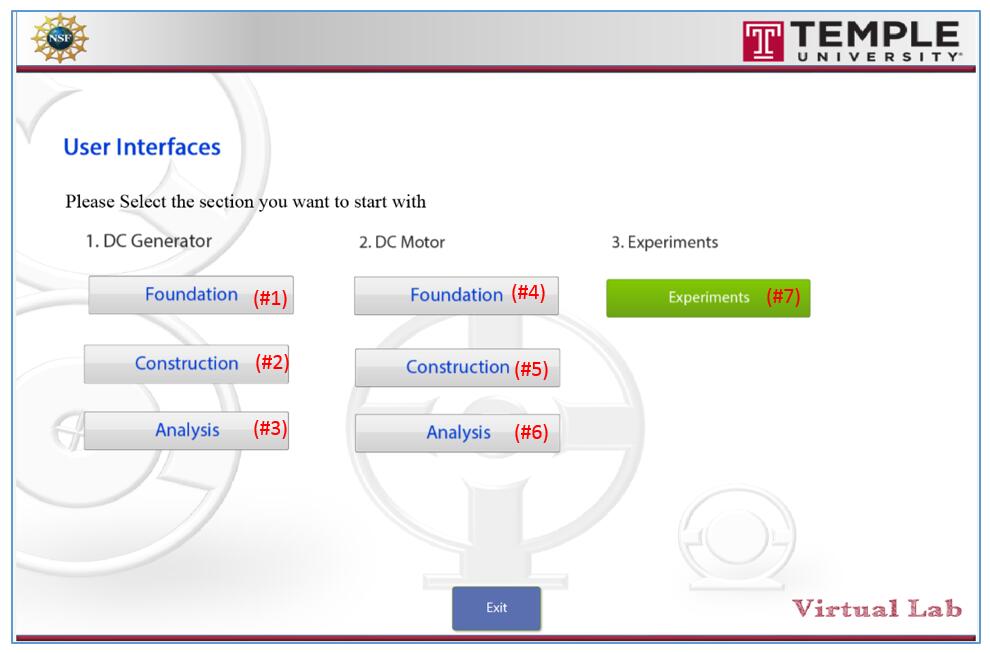 NSF
TEMPLE
UNIVERSITY
User Interfaces
Please Select the section you want to start with
1. DC Generator
2. DC Motor
3. Experiments
Foundation (#1)
Foundation (#4)
Experiments (#7)
Construction (#2)
Construction (#5)
Analysis (#3)
Analysis (#6)
Exit
Virtual Lab